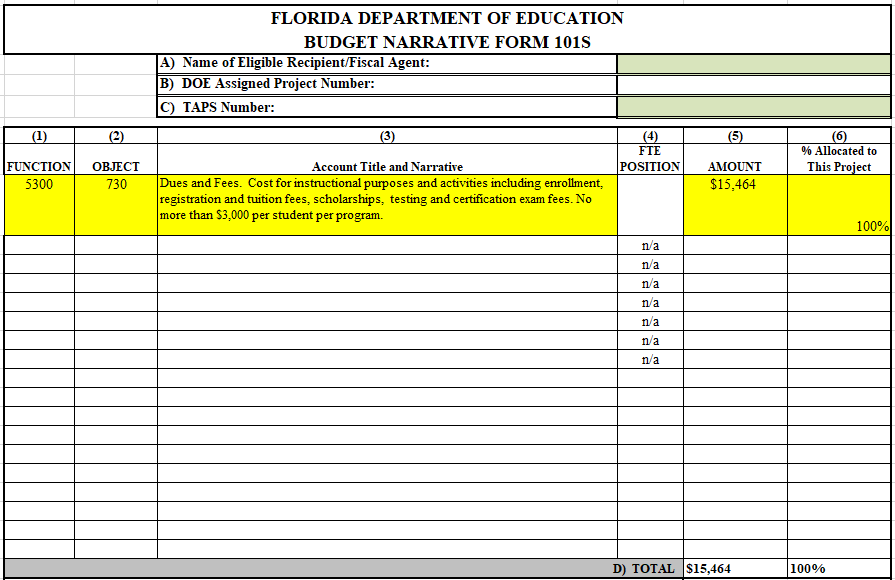 FLORIDA DEPARTMENT OF EDUCATION
BUDGET NARRATIVE FORM 101S
A) Name of Eligible Recipient/Fiscal Agent:
B) DOE Assigned Project Number:
C) TAPS Number:
(1) (2) (3) (4) (5) (6)
FUNCTION OBJECT Account Title and Narrative FTE POSITION AMOUNT % Allocated to This Project
5300 730 Dues and Fees. Cost for instructional purposes and activities including enrollment, $15,464
registration and tuition fees, scholarships, testing and certification exam fees. No
more than $3,000 per student per program.
100%
n/a
n/a
n/a
n/a
n/a
n/a
n/a
D) TOTAL $15,464 100%